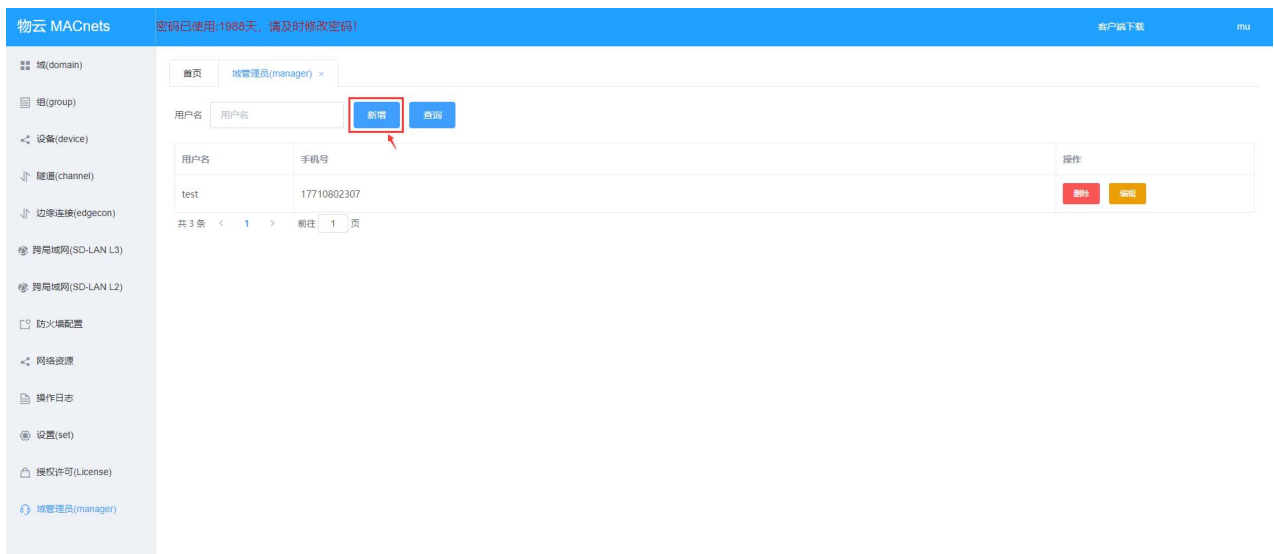 物云 MACnets 密码已使用:1988天，请及时修改密码! 客户端下载 mu
域(domain)
组(group)
设备(device)
隧道(channel)
边缘连接(edgecon)
跨局域网(SD-LAN L3)
跨局域网(SD-LAN L2)
防火墙配置
网络资源
操作日志
设置(set)
授权许可(License)
域管理员(manager)
首页 域管理员(manager) ×
用户名 用户名 新增 查询
用户名 手机号 操作
test 17710802307 删除 编辑
共 3 条 < 1 > 前往 1 页